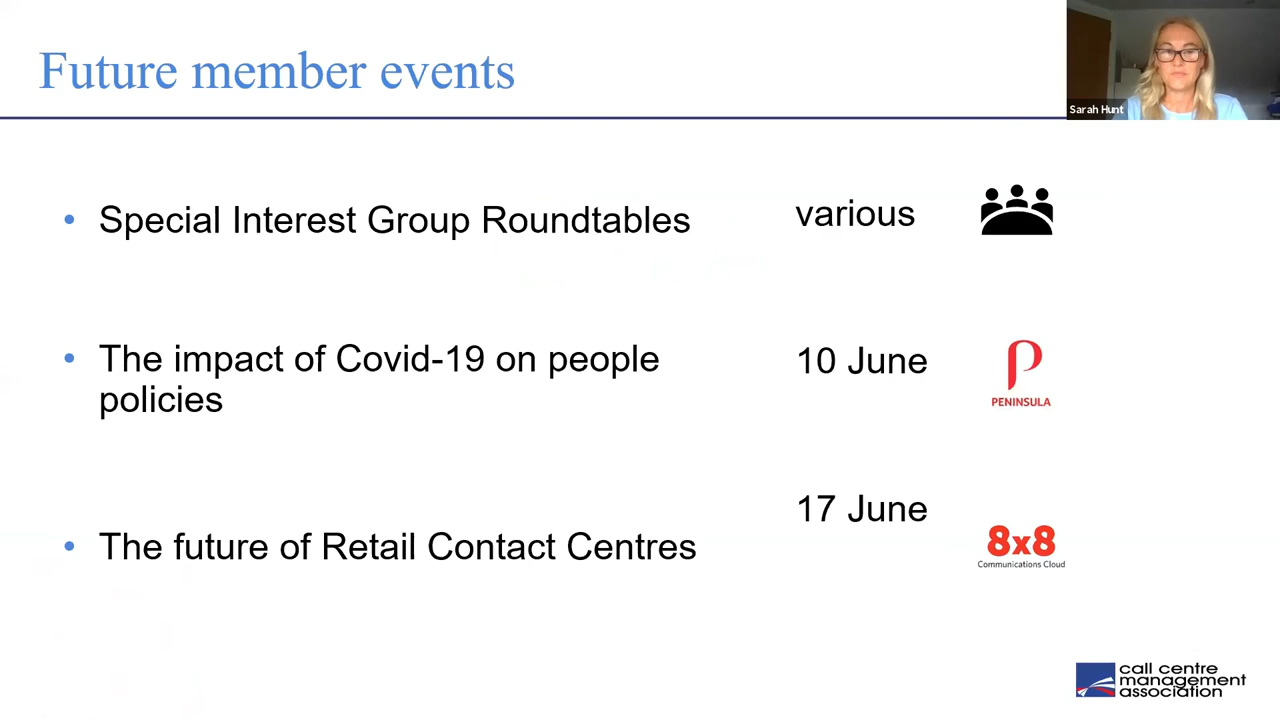 Future member events
Sarah Hunt
• Special Interest Group Roundtables
various
• The impact of Covid-19 on people
policies
10 June
PENINSULA
17 June
• The future of Retail Contact Centres
8x8
Communications Cloud
call centre
management
association